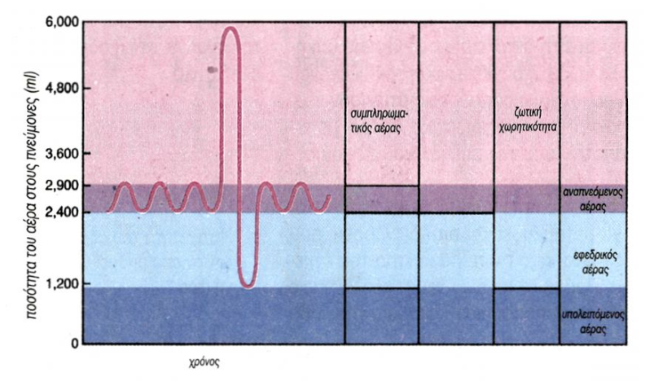 ποσότητα του αέρα στους πνεύμονες (ml)
6,000
4,800
3,600
2,900
2,400
1,200
0
συμπληρωμα-
τικός αέρας
ζωτική
χωρητικότητα
αναπνεόμενος
αέρας
εφεδρικός
αέρας
υπολειπόμενος
αέρας
χρόνος